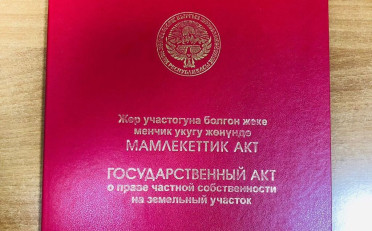 Жер участогуна болгон жеке
менчик укугу жөнүндө
МАМЛЕКЕТТИК АКТ
ГОСУДАРСТВЕННЫЙ АКТ
о праве частной собственности
на земельный участок